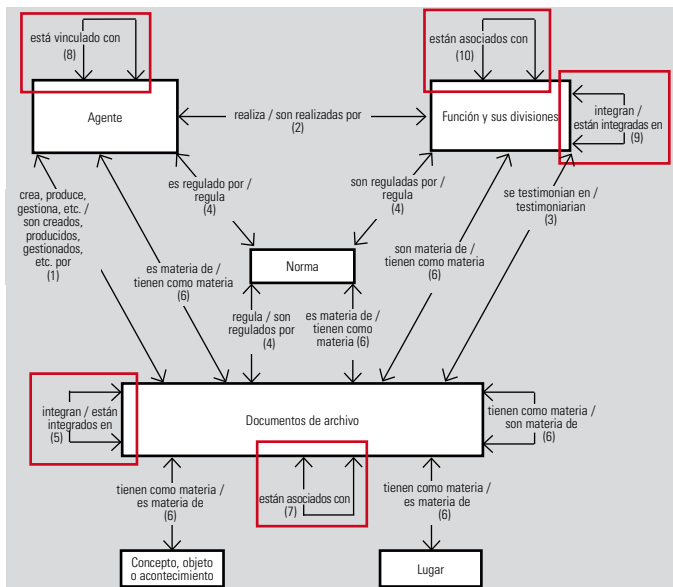 está vinculado con
(8)
están asociados con
(10)
Agente
realiza / son realizadas por
(2)
Función y sus divisiones
integran /
están integradas en
(9)
crea, produce,
gestiona, etc. /
son creados,
producidos,
gestionados,
etc. por
(1)
es regulado por /
regula
(4)
son reguladas por /
regula
(4)
se testimonian en /
testimoniarian
(3)
es materia de /
tienen como materia
(6)
Norma
son materia de /
tienen como materia
(6)
regula / son
regulados por
(4)
es materia de /
tienen como
materia (6)
integran / están
integrados en
(5)
Documentos de archivo
tienen como materia /
son materia de
(6)
tienen como materia /
es materia de
(6)
están asociados con
(7)
tienen como materia /
es materia de
(6)
Concepto, objeto
o acontecimiento
Lugar